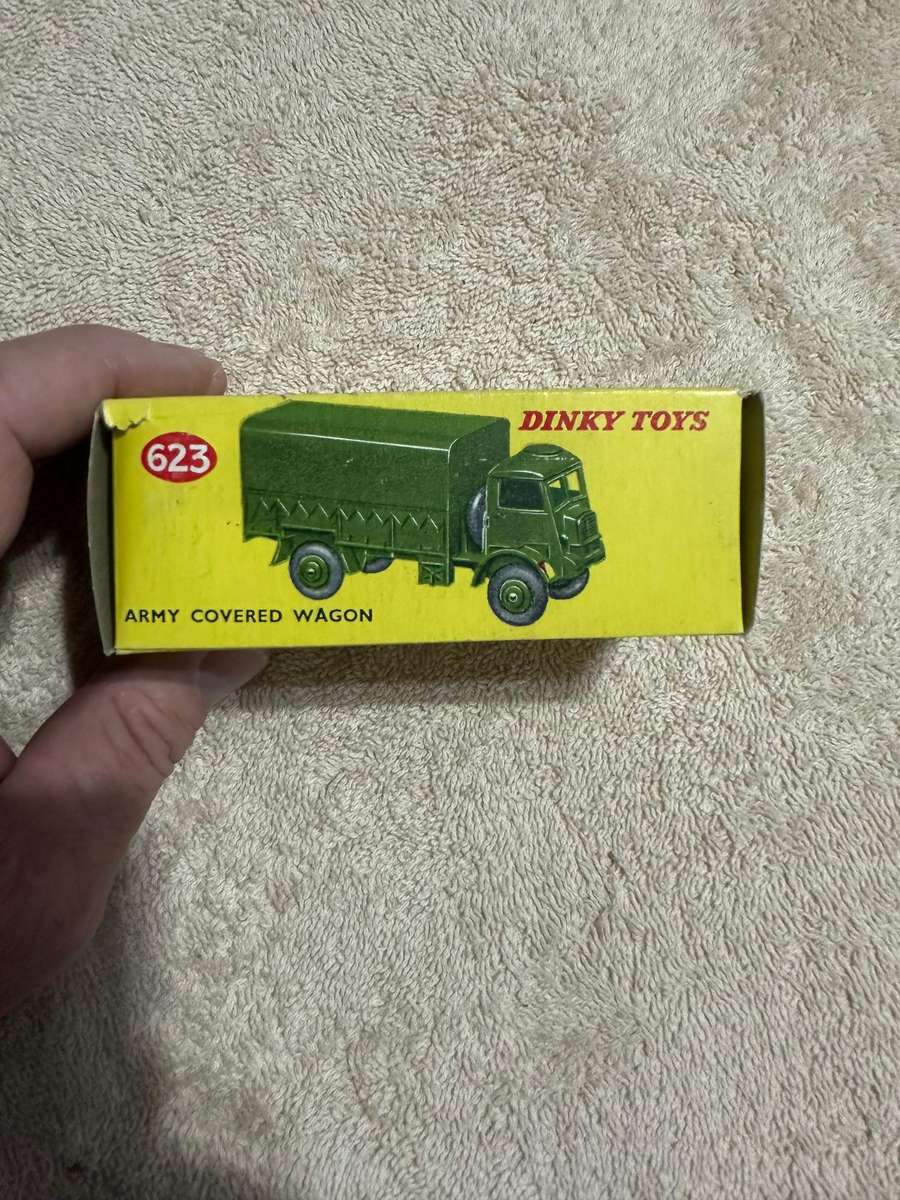 DINKY TOYS
623
ARMY COVERED WAGON